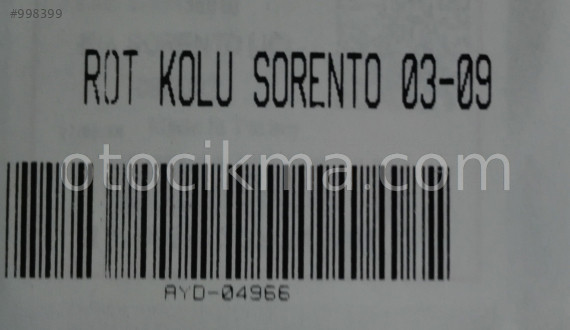 #998399
ROT KOLU SORENTO 03-09
otocikma.com
AYD-04966